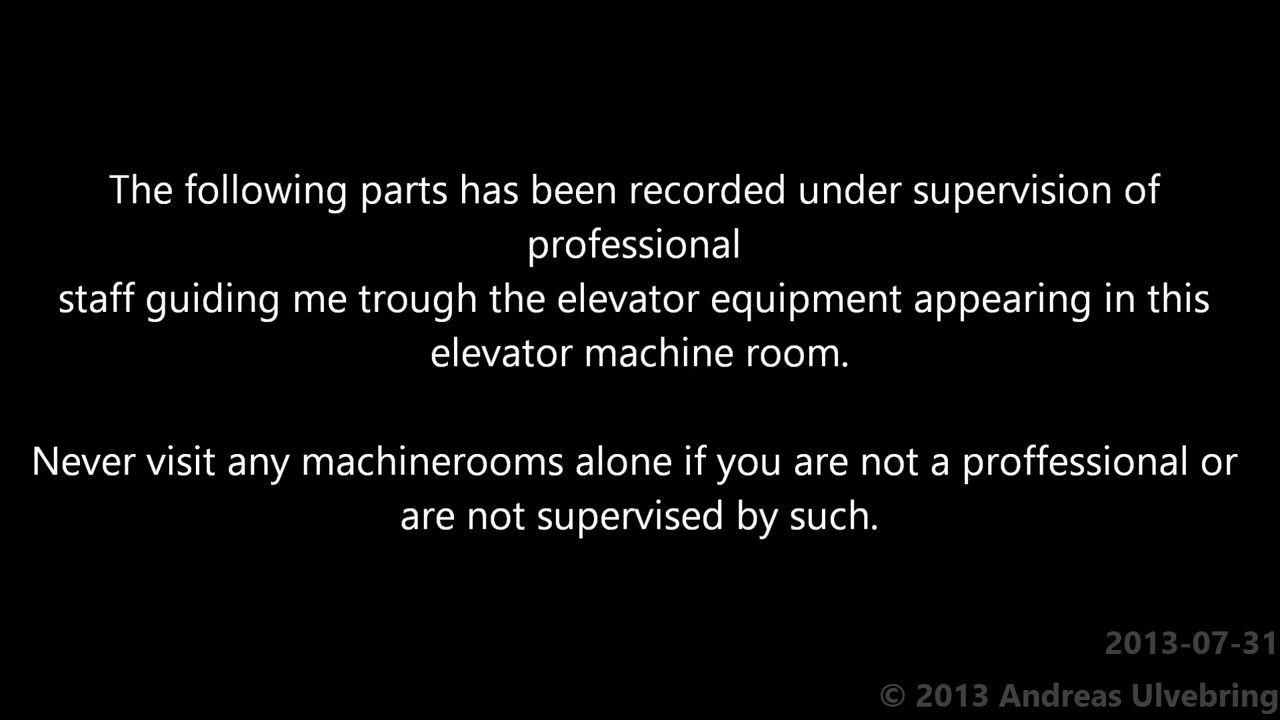 The following parts has been recorded under supervision of
professional
staff guiding me trough the elevator equipment appearing in this
elevator machine room.
Never visit any machinerooms alone if you are not a proffessional or
are not supervised by such.
2013-07-31
© 2013 Andreas Ulvebring